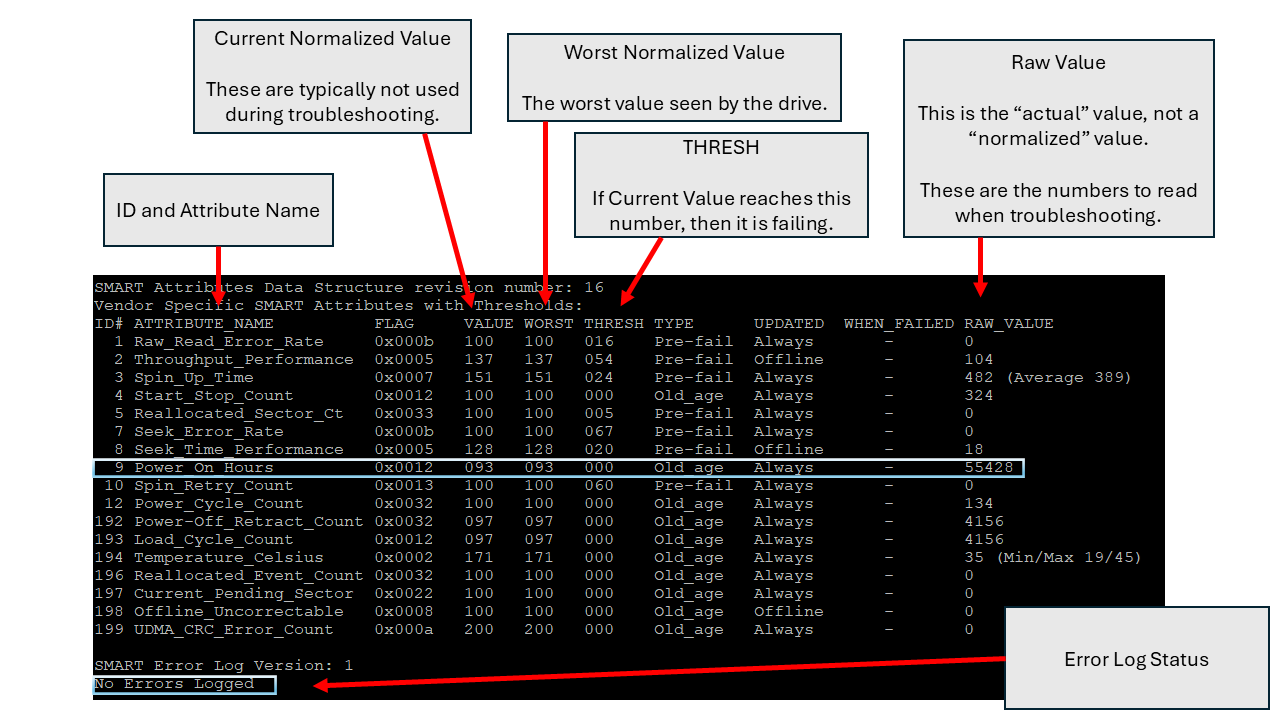 Current Normalized Value
These are typically not used
during troubleshooting.
Worst Normalized Value
The worst value seen by the drive.
Raw Value
This is the “actual” value, not a
“normalized” value.
These are the numbers to read
when troubleshooting.
THRESH
If Current Value reaches this
number, then it is failing.
ID and Attribute Name
SMART Attributes Data Structure revision number: 16
Vendor Specific SMART Attributes with Thresholds:
ID# ATTRIBUTE_NAME FLAG VALUE WORST THRESH TYPE UPDATED WHEN_FAILED RAW_VALUE
1 Raw_Read_Error_Rate 0x000b 100 100 016 Pre-fail Always - 0
2 Throughput_Performance 0x0005 137 137 054 Pre-fail Offline - 104
3 Spin_Up_Time 0x0007 151 151 024 Pre-fail Always - 482 (Average 389)
4 Start_Stop_Count 0x0012 100 100 000 Old_age Always - 324
5 Reallocated_Sector_Ct 0x0033 100 100 005 Pre-fail Always - 0
7 Seek_Error_Rate 0x000b 100 100 067 Pre-fail Always - 0
8 Seek_Time_Performance 0x0005 128 128 020 Pre-fail Offline - 18
9 Power_On_Hours 0x0012 093 093 000 Old_age Always - 55428
10 Spin_Retry_Count 0x0013 100 100 060 Pre-fail Always - 0
12 Power_Cycle_Count 0x0032 100 100 000 Old_age Always - 134
192 Power-Off_Retract_Count 0x0032 097 097 000 Old_age Always - 4156
193 Load_Cycle_Count 0x0012 097 097 000 Old_age Always - 4156
194 Temperature_Celsius 0x0002 171 171 000 Old_age Always - 35 (Min/Max 19/45)
196 Reallocated_Event_Count 0x0032 100 100 000 Old_age Always - 0
197 Current_Pending_Sector 0x0022 100 100 000 Old_age Always - 0
198 Offline_Uncorrectable 0x0008 100 100 000 Old_age Offline - 0
199 UDMA_CRC_Error_Count 0x000a 200 200 000 Old_age Always - 0
SMART Error Log Version: 1
No Errors Logged
Error Log Status